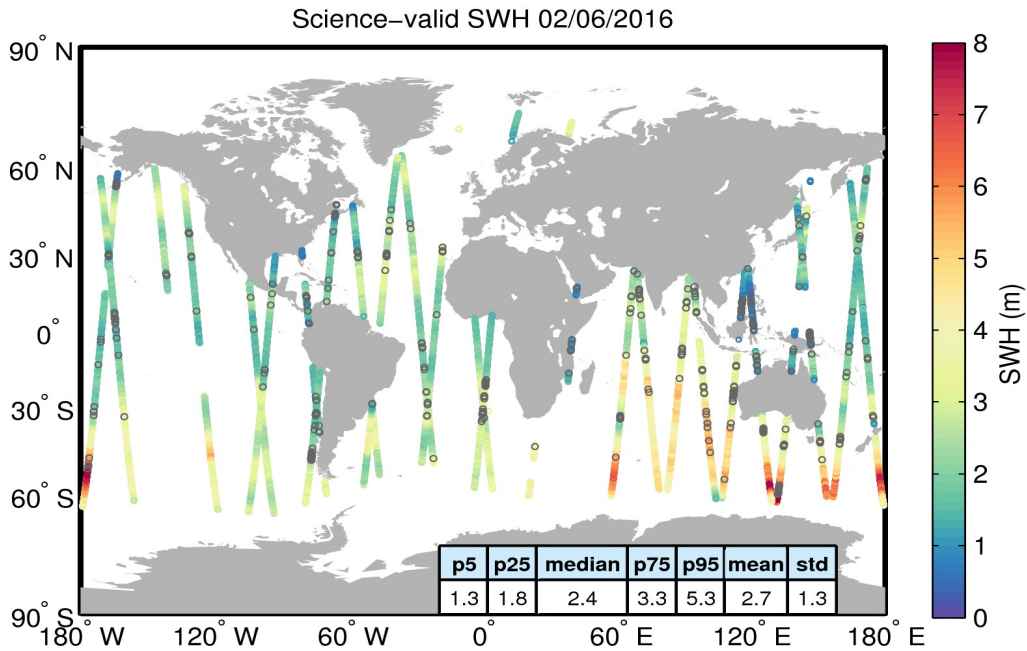 Science−valid SWH 02/06/2016
90° N
60° N
30° N
0°
30° S
60° S
90° S
180° W
120° W
60° W
0°
60° E
120° E
180° E
p5 p25 median p75 p95 mean std
1.3 1.8 2.4 3.3 5.3 2.7 1.3
8
7
6
5
4
3
2
1
0
SWH (m)